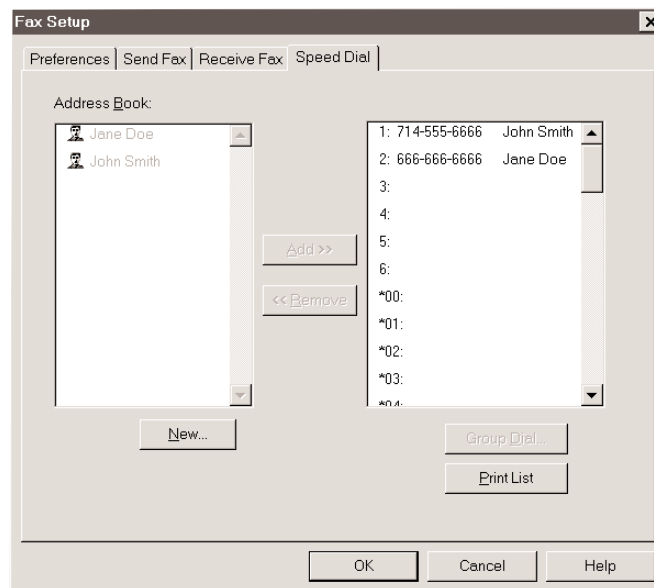 Fax Setup
Preferences Send Fax Receive Fax Speed Dial
Address Book:
Jane Doe
John Smith
Add >>
<< Remove
New...
1: 714-555-6666 John Smith
2: 666-666-6666 Jane Doe
3:
4:
5:
6:
*00:
*01:
*02:
*03:
*04:
Group Dial...
Print List
OK Cancel Help